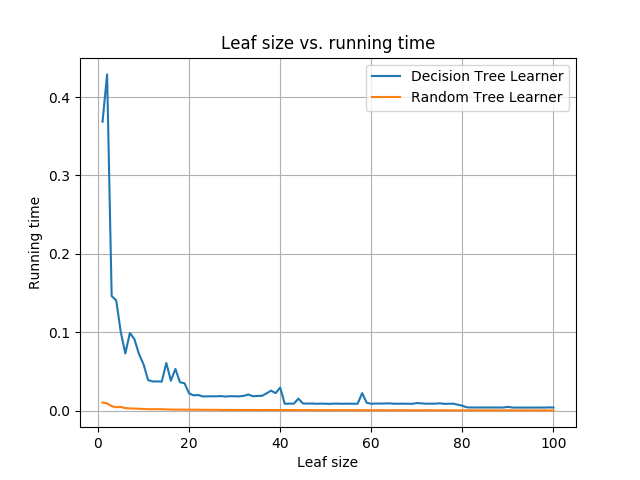 Leaf size vs. running time
Decision Tree Learner
Random Tree Learner
Running time
0.4
0.3
0.2
0.1
0.0
0 20 40 60 80 100
Leaf size